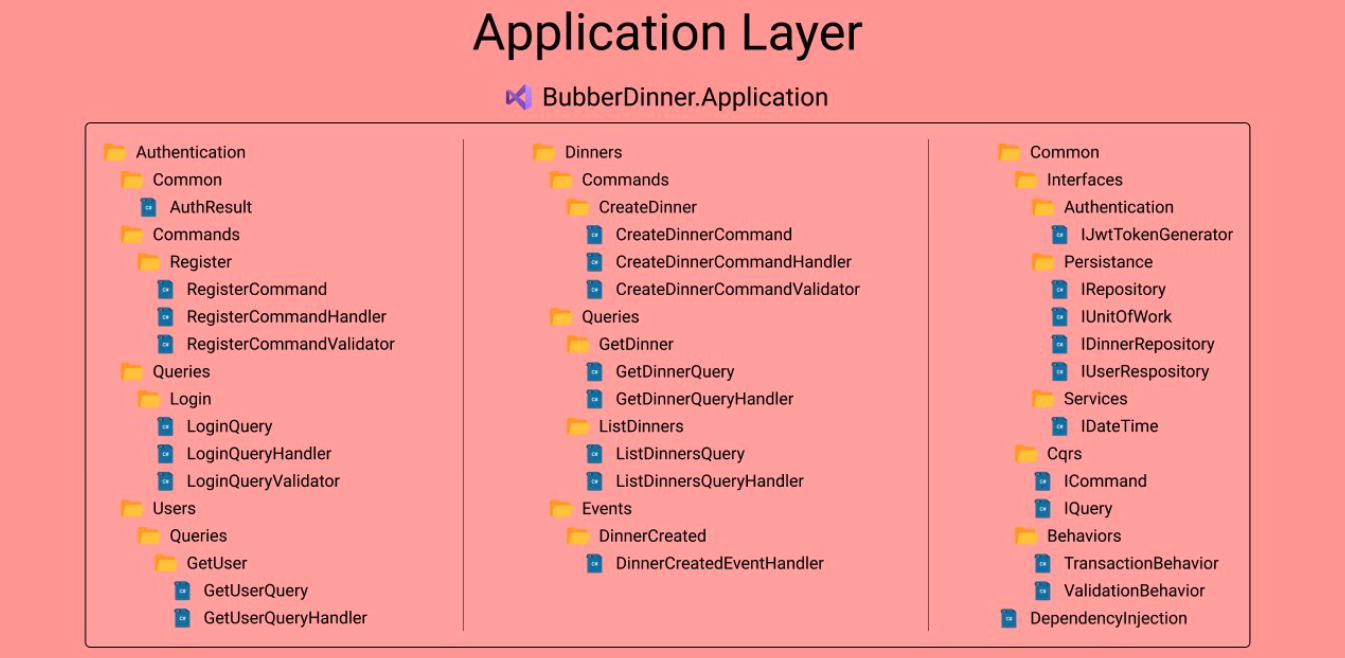 Application Layer
BubberDinner.Application
Authentication
Common
AuthResult
Commands
Register
RegisterCommand
RegisterCommandHandler
RegisterCommandValidator
Queries
Login
LoginQuery
LoginQueryHandler
LoginQueryValidator
Users
Queries
GetUser
GetUserQuery
GetUserQueryHandler
Dinners
Commands
CreateDinner
CreateDinnerCommand
CreateDinnerCommandHandler
CreateDinnerCommandValidator
Queries
GetDinner
GetDinnerQuery
GetDinnerQueryHandler
ListDinners
ListDinnersQuery
ListDinnersQueryHandler
Events
DinnerCreated
DinnerCreatedEventHandler
Common
Interfaces
Authentication
IJwtTokenGenerator
Persistance
IRepository
IUnitOfWork
IDinnerRepository
IUserRespository
Services
IDateTime
Cqrs
ICommand
IQuery
Behaviors
TransactionBehavior
ValidationBehavior
DependencyInjection